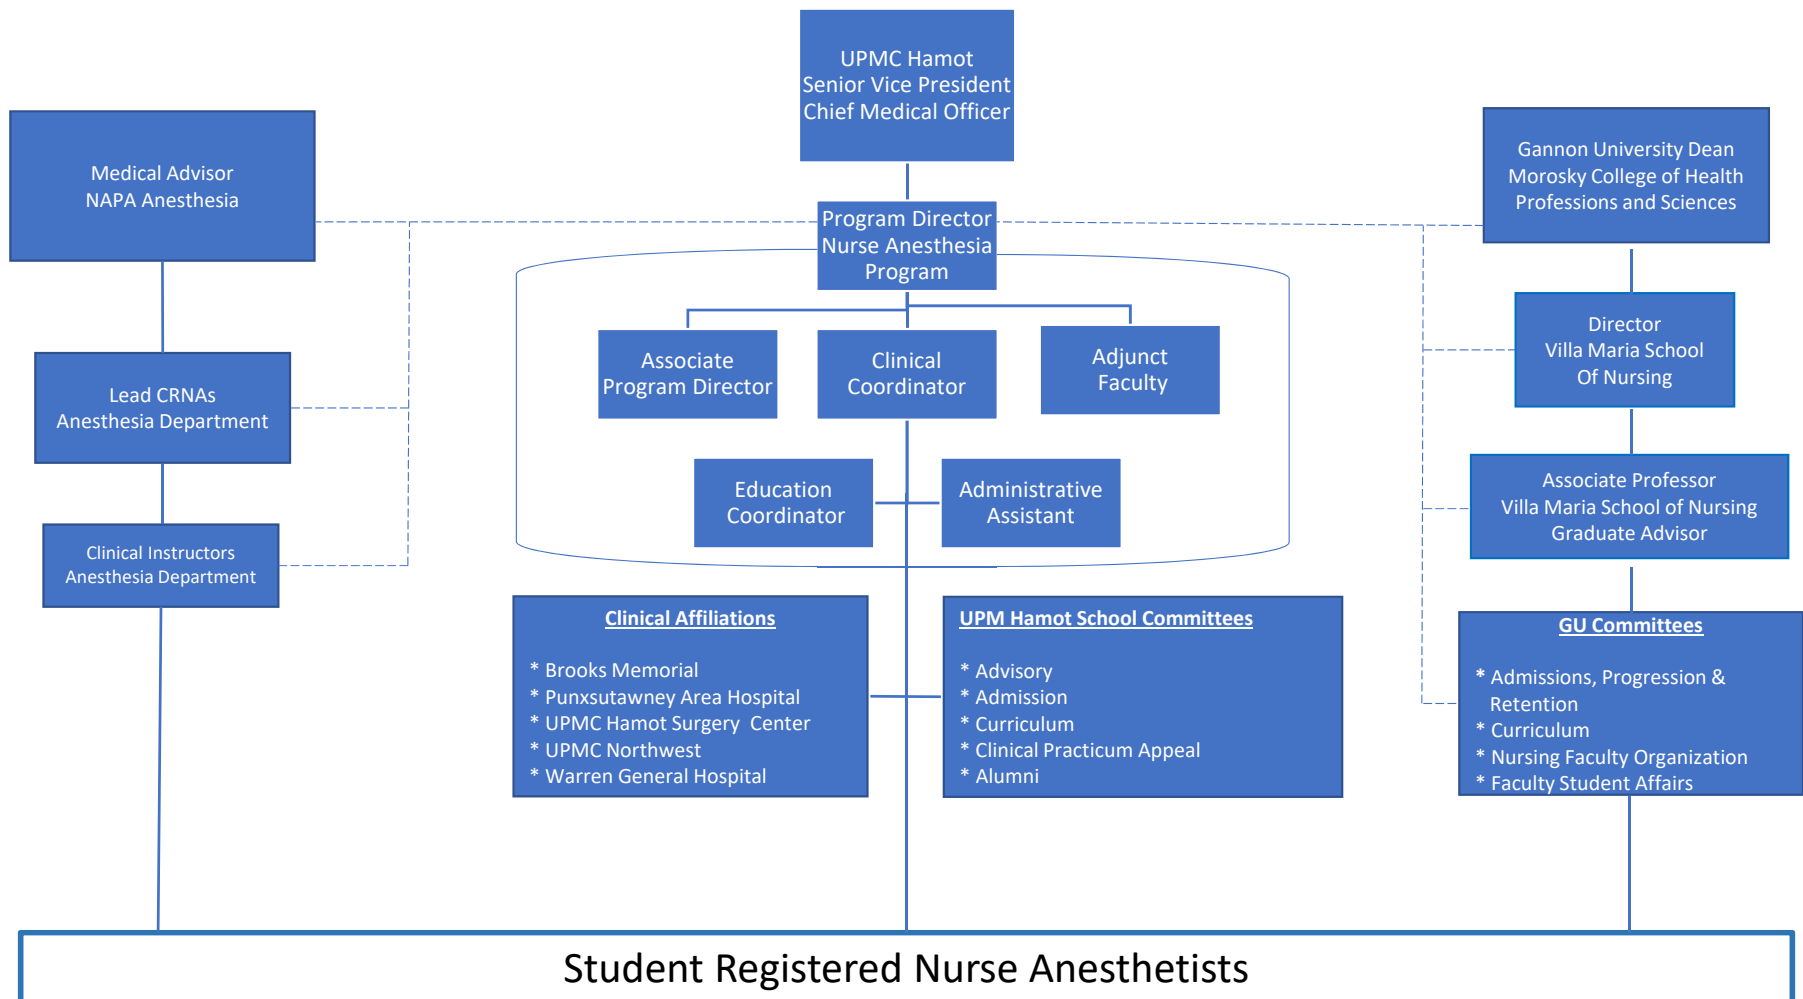 UPMC Hamot
Senior Vice President
Chief Medical Officer
Medical Advisor
NAPA Anesthesia
Gannon University Dean
Morosky College of Health
Professions and Sciences
Program Director
Nurse Anesthesia
Program
Associate
Program Director
Clinical
Coordinator
Adjunct
Faculty
Director
Villa Maria School
Of Nursing
Lead CRNAs
Anesthesia Department
Education
Coordinator
Administrative
Assistant
Associate Professor
Villa Maria School of Nursing
Graduate Advisor
Clinical Instructors
Anesthesia Department
Clinical Affiliations
* Brooks Memorial
* Punxsutawney Area Hospital
* UPMC Hamot Surgery  Center
* UPMC Northwest
* Warren General Hospital
UPM Hamot School Committees
* Advisory
* Admission
* Curriculum
* Clinical Practicum Appeal
* Alumni
GU Committees
* Admissions, Progression &
Retention
* Curriculum
* Nursing Faculty Organization
* Faculty Student Affairs
Student Registered Nurse Anesthetists